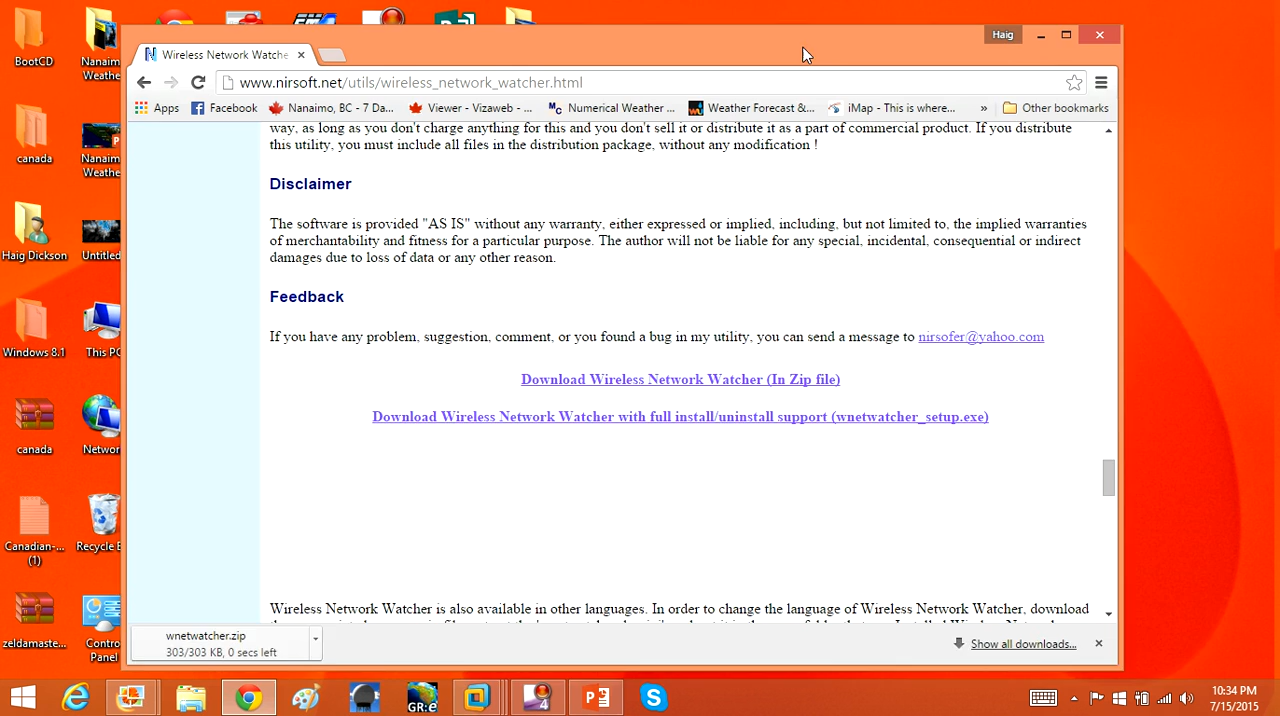 BootCD
Nanaim
Weathe
canada
Nanaim
Weathe
Haig Dickson
Untitled
Windows 8.1
This PC
canada
Networ
Canadian-...
(1)
Recycle B
zeldamaste...
Contro
Panel
Haig
Wireless Network Watche
www.nirsoft.net/utils/wireless_network_watcher.html
Apps Facebook Nanaimo, BC - 7 Da... Viewer - Vizaweb - ... Numerical Weather ... Weather Forecast &... iMap - This is where... » Other bookmarks
way, as long as you don't charge anything for this and you don't sell it or distribute it as a part of commercial product. If you distribute
this utility, you must include all files in the distribution package, without any modification !
Disclaimer
The software is provided "AS IS" without any warranty, either expressed or implied, including, but not limited to, the implied warranties
of merchantability and fitness for a particular purpose. The author will not be liable for any special, incidental, consequential or indirect
damages due to loss of data or any other reason.
Feedback
If you have any problem, suggestion, comment, or you found a bug in my utility, you can send a message to nirsofer@yahoo.com
Download Wireless Network Watcher (In Zip file)
Download Wireless Network Watcher with full install/uninstall support (wnetwatcher_setup.exe)
Wireless Network Watcher is also available in other languages. In order to change the language of Wireless Network Watcher, download
wnetwatcher.zip
303/303 KB, 0 secs left
Show all downloads...
GR:e
4
10:34 PM
7/15/2015